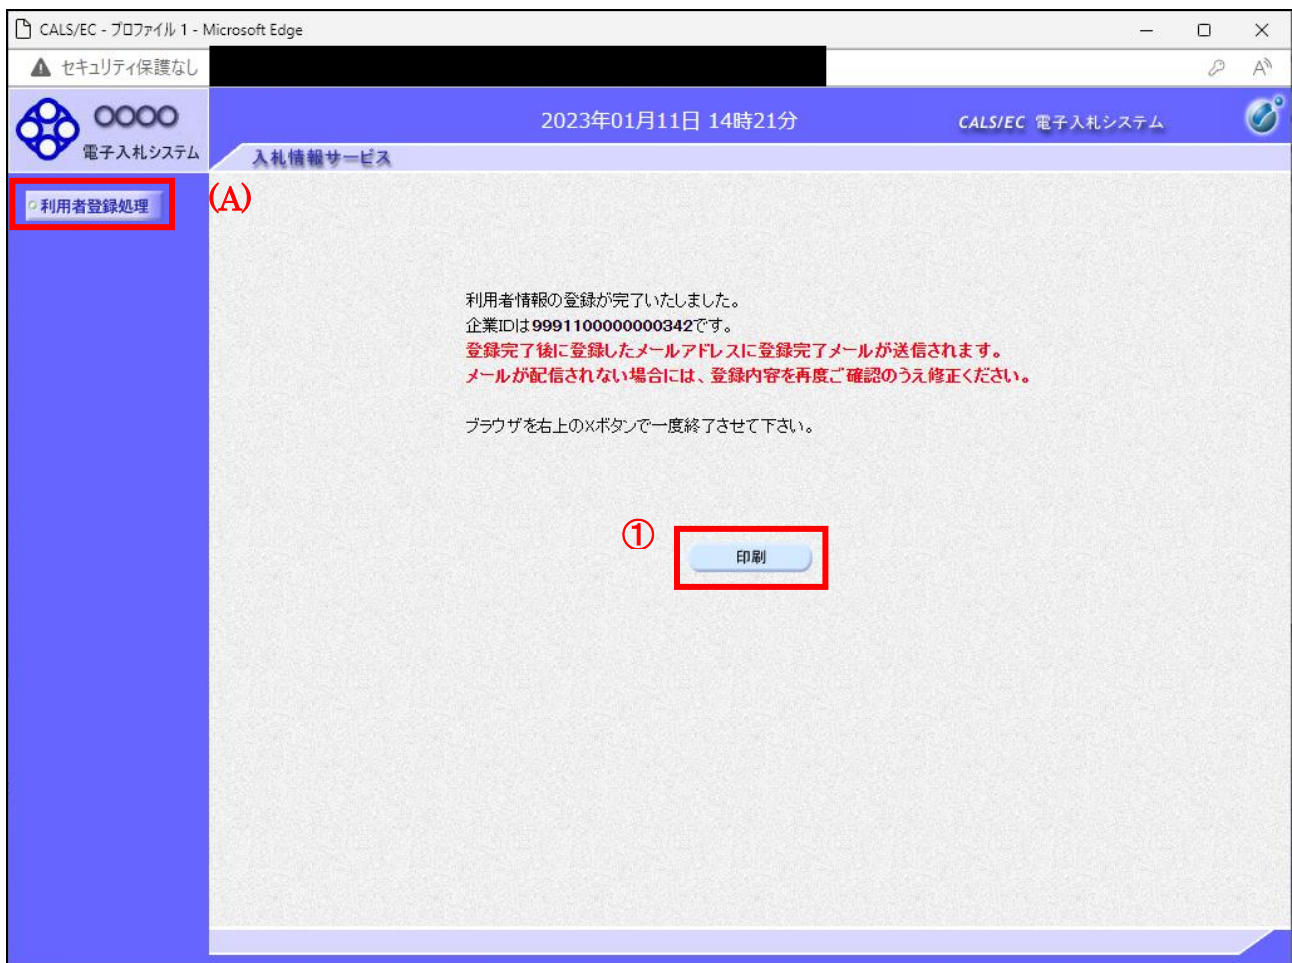 CALS/EC - プロファイル 1 - Microsoft Edge
セキュリティ保護なし
OOOO
電子入札システム
2023年01月11日 14時21分
CALS/EC 電子入札システム
入札情報サービス
利用者登録処理
(A)
利用者情報の登録が完了いたしました。
企業IDは9991100000000342です。
登録完了後に登録したメールアドレスに登録完了メールが送信されます。
メールが配信されない場合には、登録内容を再度ご確認のうえ修正ください。
ブラウザを右上の×ボタンで一度終了させて下さい。
①
印刷